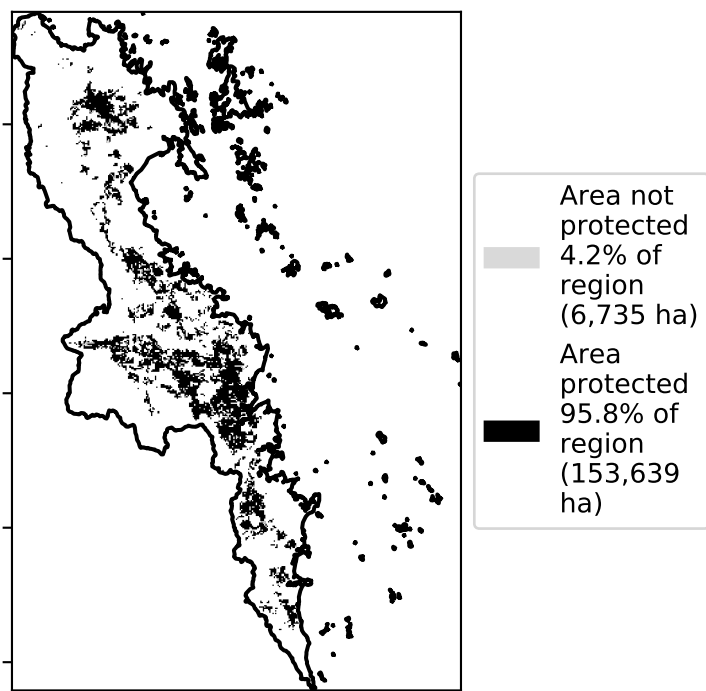 Area not
protected
4.2% of
region
(6,735 ha)
Area
protected
95.8% of
region
(153,639
ha)